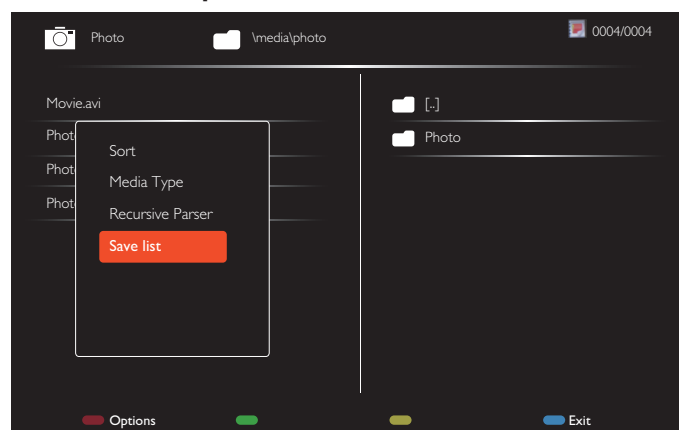 Photo
\media\photo
0004/0004
Movie.avi
Phot
Phot
Phot
Sort
Media Type
Recursive Parser
Save list
[..]
Photo
Options
Exit